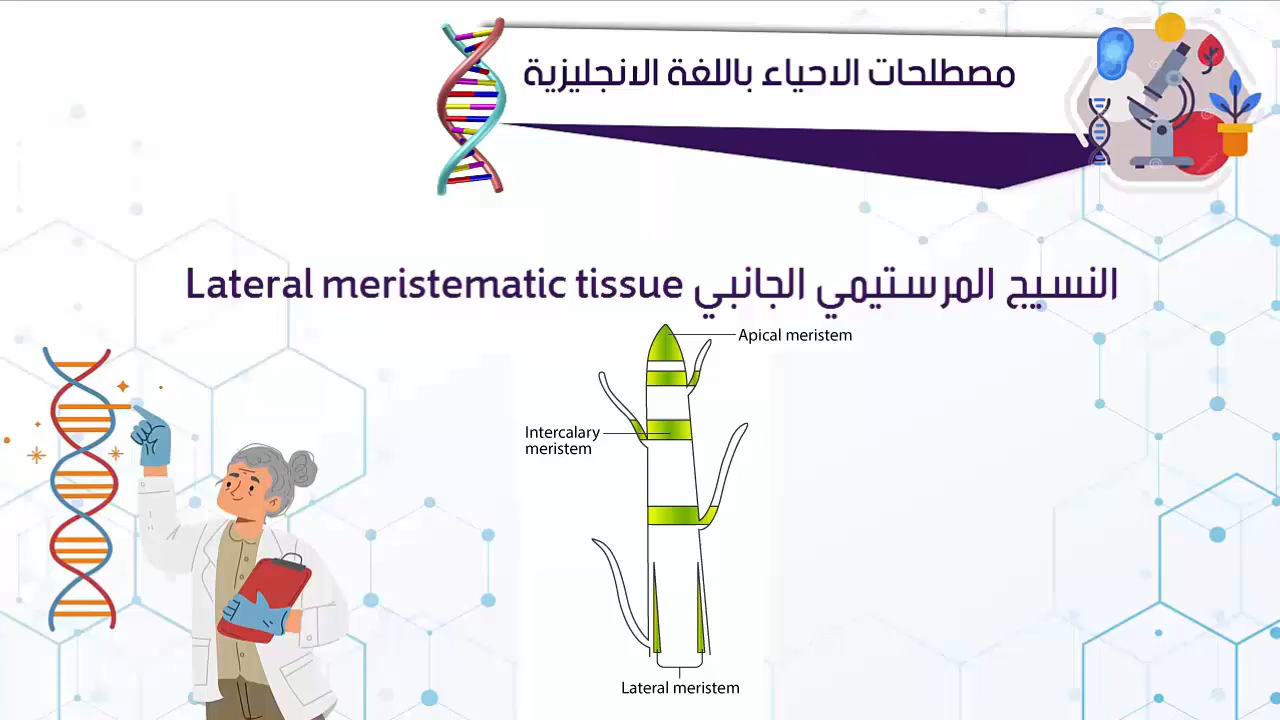 مصطلحات الاحياء باللغة الانجليزية
النسيج المرستيمي الجانبي Lateral meristematic tissue
Apical meristem
Intercalary
meristem
Lateral meristem